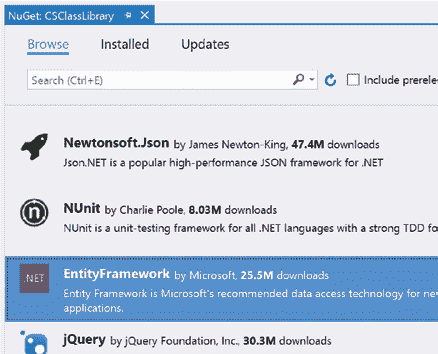 NuGet: CSClassLibrary
Browse Installed Updates
Search (Ctrl+E) Include prerele
Newtonsoft.Json by James Newton-King, 47.4M downloads
Json.NET is a popular high-performance JSON framework for .NET
NUnit by Charlie Poole, 8.03M downloads
NUnit is a unit-testing framework for all .NET languages with a strong TDD fo
.NET EntityFramework by Microsoft, 25.5M downloads
Entity Framework is Microsoft's recommended data access technology for new
applications.
jQuery by jQuery Foundation, Inc., 30.3M downloads